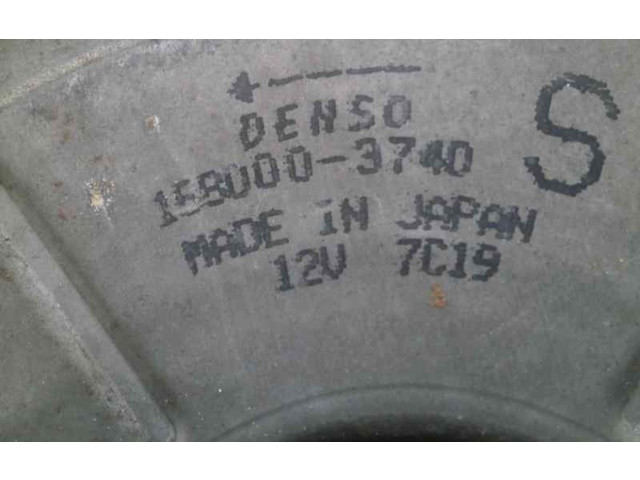 DENSO
168000-3740
MADE IN JAPAN
12V 7C19
S